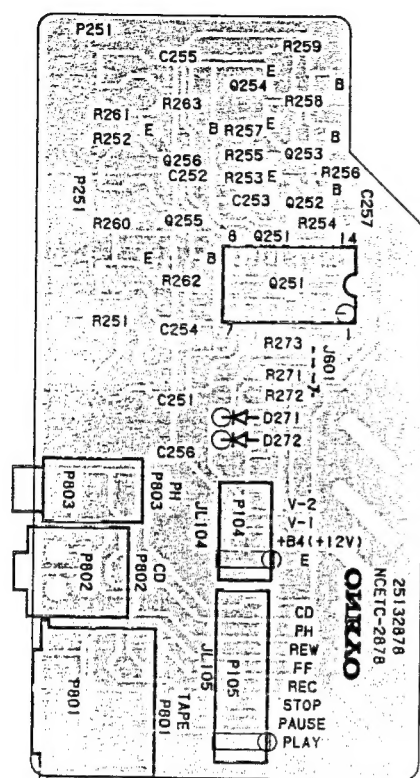 P251
C255
R259
E
Q254
R263
R258
B
R261
E
R252
E
B
R257
B
Q256
R255
Q253
C252
R253
E
R256
B
P251
C253
Q252
C257
R260
Q255
R254
8
Q251
14
E
B
R262
Q251
R251
C254
7
1
R273
J601
R271
R272
C251
D271
D272
C256
P803
P803
PH
JL104
P104
V-2
V-1
+B4(+12V)
E
P802
P802
CD
ONKYO
NCETC-2878
25132878
P801
P801
TAPE
JL105
P105
CD
PH
REW
FF
REC
STOP
PAUSE
PLAY